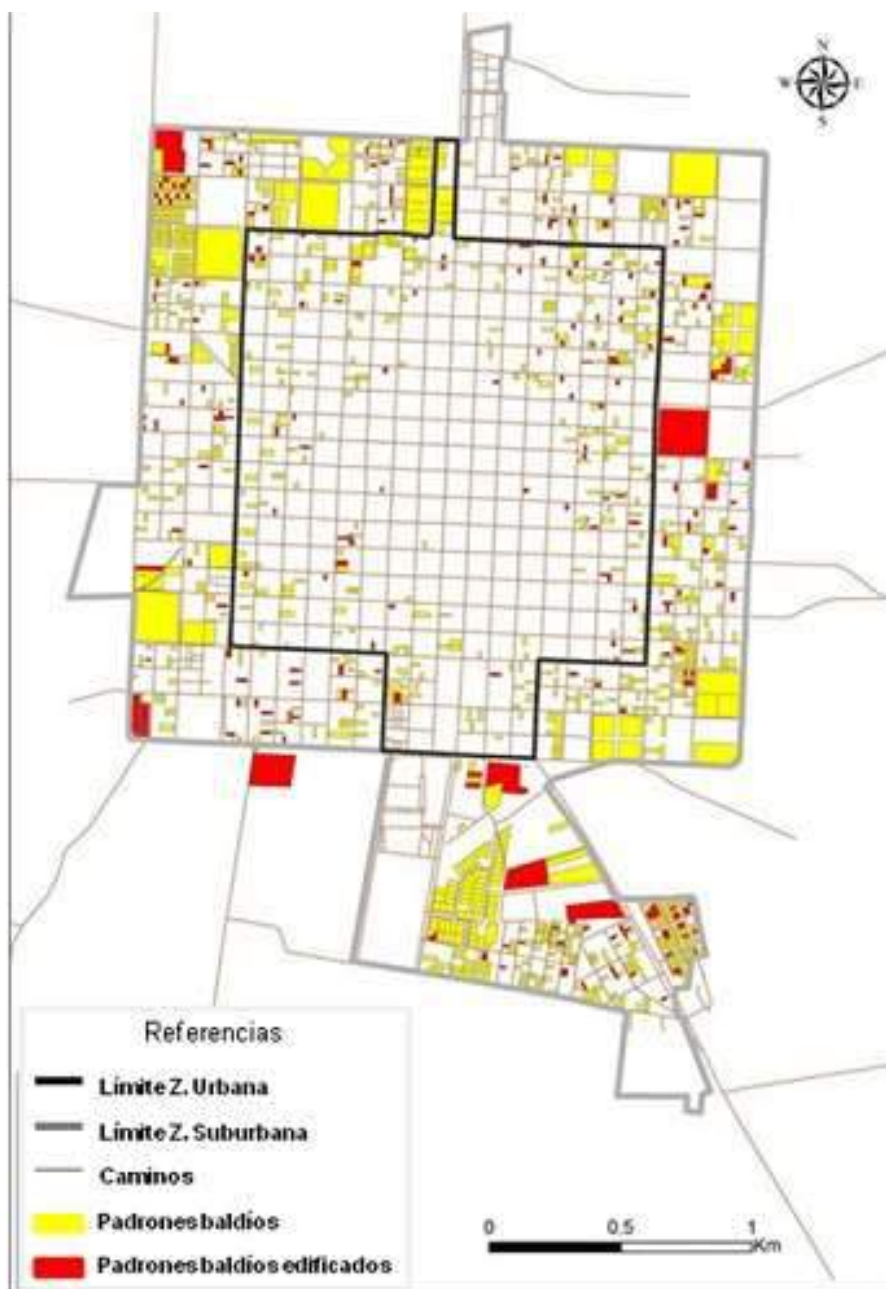 N
W E
S
Referencias
Límite Z. Urbana
Límite Z. Suburbana
Caminos
Padrones baldíos
Padrones baldíos edificados
0 0,5 1
Km